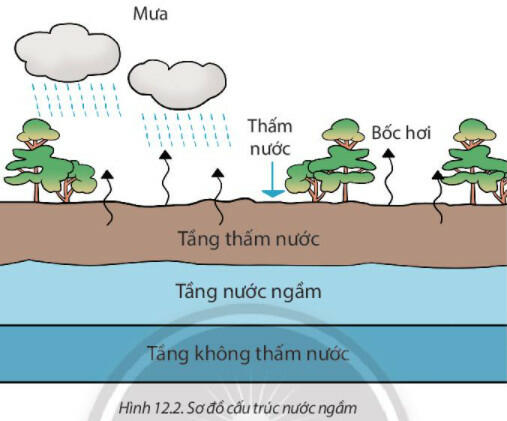 Mưa
Thấm
nước
Bốc hơi
Tầng thấm nước
Tầng nước ngầm
Tầng không thấm nước
Hình 12.2. Sơ đồ cấu trúc nước ngầm